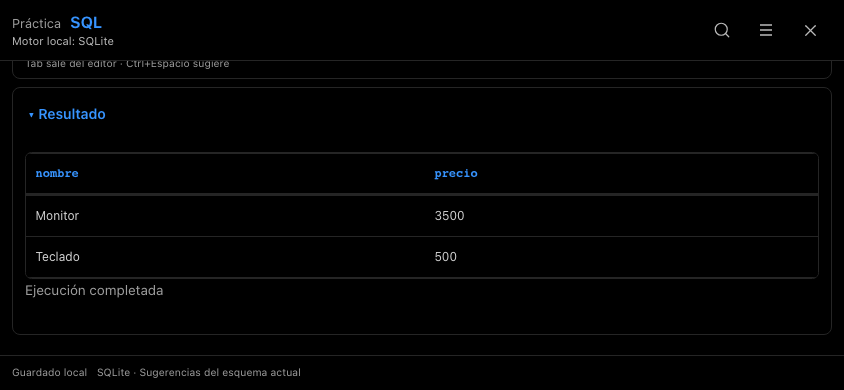 Práctica SQL
Motor local: SQLite
Tab sale del editor · Ctrl+Espacio sugiere
▾ Resultado
nombre precio
Monitor 3500
Teclado 500
Ejecución completada
Guardado local SQLite · Sugerencias del esquema actual